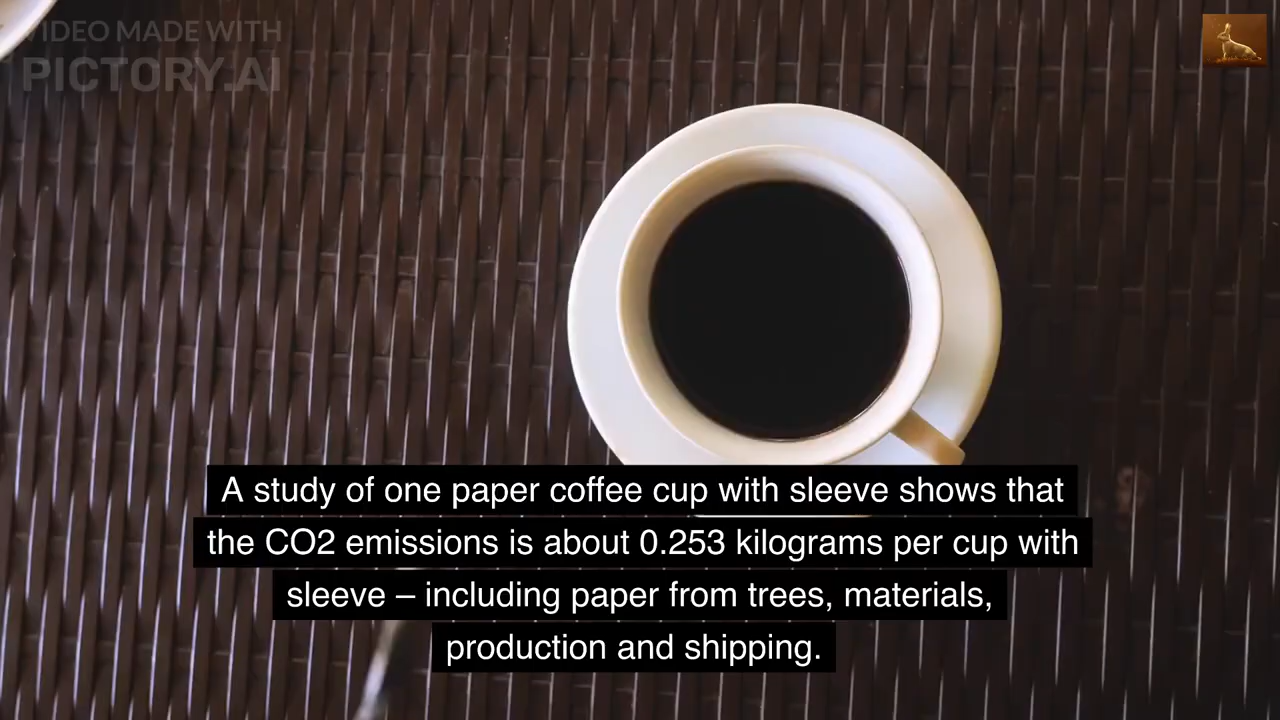 VIDEO MADE WITH
PICTORY.AI
A study of one paper coffee cup with sleeve shows that
the CO2 emissions is about 0.253 kilograms per cup with
sleeve – including paper from trees, materials,
production and shipping.